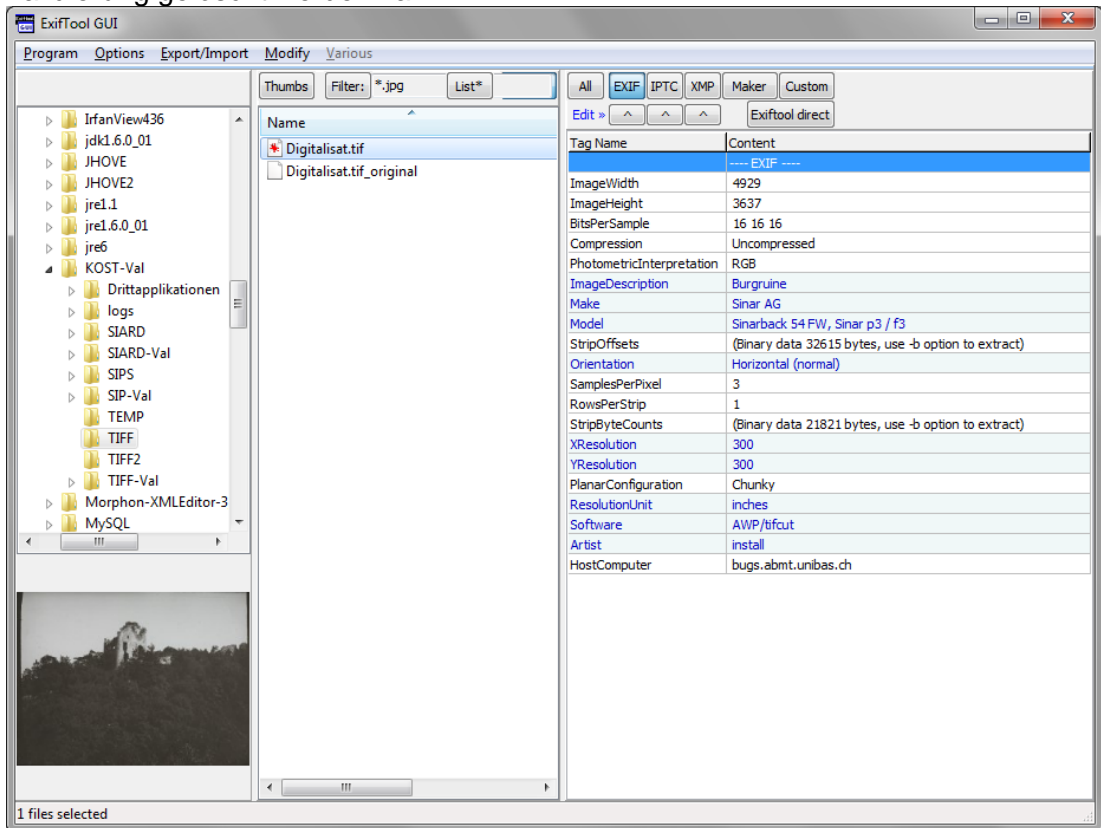 ExifTool GUI
Program Options Export/Import Modify Various
Thumbs Filter: *.jpg List*
All EXIF IPTC XMP Maker Custom
Edit » ^ ^ ^ Exiftool direct
IrfanView436
jdk1.6.0_01
JHOVE
JHOVE2
jre1.1
jre1.6.0_01
jre6
KOST-Val
Drittapplikationen
logs
SIARD
SIARD-Val
SIPS
SIP-Val
TEMP
TIFF
TIFF2
TIFF-Val
Morphon-XMLEditor-3
MySQL
Name
Digitalisat.tif
Digitalisat.tif_original
Tag Name Content
---- EXIF ----
ImageWidth 4929
ImageHeight 3637
BitsPerSample 16 16 16
Compression Uncompressed
PhotometricInterpretation RGB
ImageDescription Burgruine
Make Sinar AG
Model Sinarback 54 FW, Sinar p3 / f3
StripOffsets (Binary data 32615 bytes, use -b option to extract)
Orientation Horizontal (normal)
SamplesPerPixel 3
RowsPerStrip 1
StripByteCounts (Binary data 21821 bytes, use -b option to extract)
XResolution 300
YResolution 300
PlanarConfiguration Chunky
ResolutionUnit inches
Software AWP/tifcut
Artist install
HostComputer bugs.abmt.unibas.ch
1 files selected